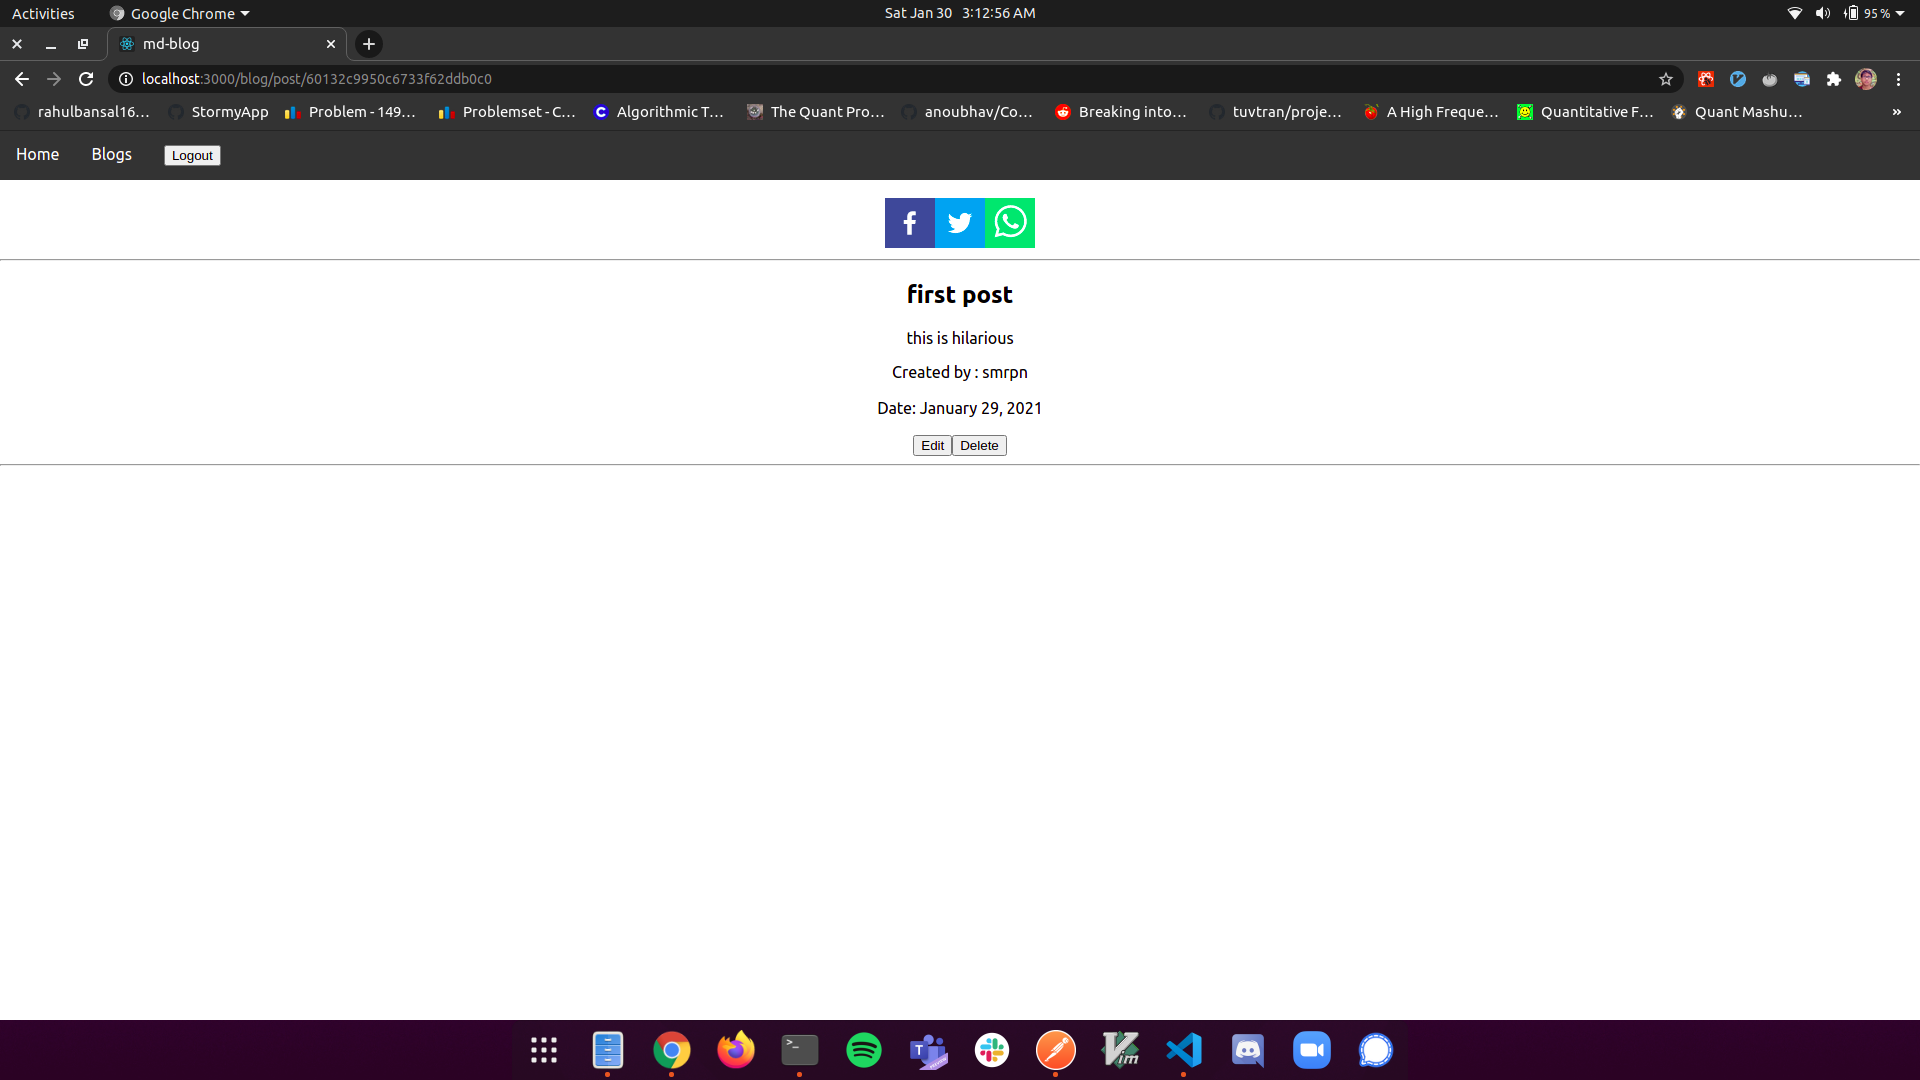 Activities Google Chrome Sat Jan 30 3:12:56 AM 95 %
md-blog
localhost:3000/blog/post/60132c9950c6733f62ddb0c0
rahulbansal16… StormyApp Problem - 149… Problemset - C… Algorithmic T… The Quant Pro… anoubhav/Co… Breaking into… tuvtran/proje… A High Freque… Quantitative F… Quant Mashu… »
Home Blogs Logout
first post
this is hilarious
Created by : smrpn
Date: January 29, 2021
Edit Delete